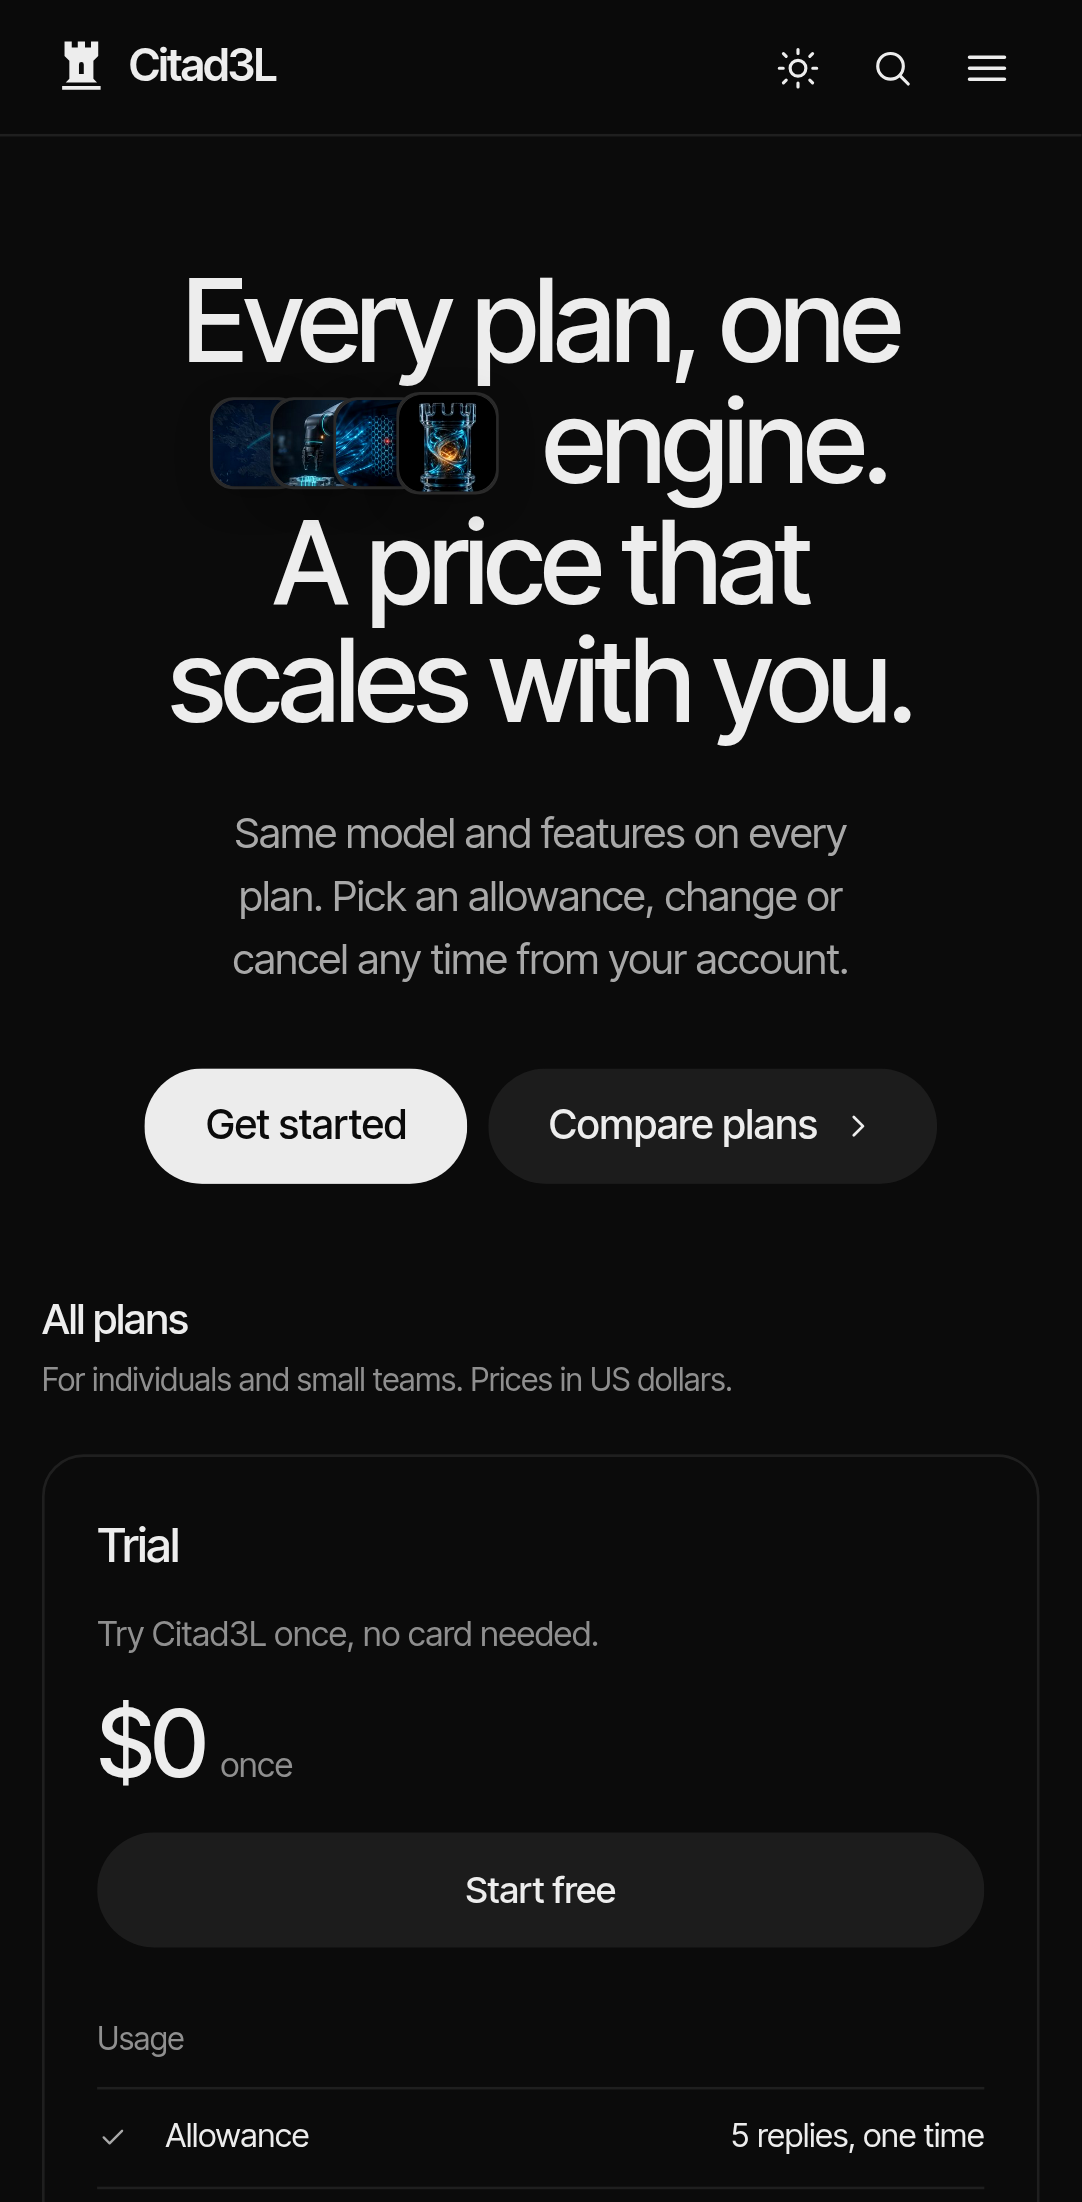 Citad3L
Every plan, one
engine.
A price that
scales with you.
Same model and features on every
plan. Pick an allowance, change or
cancel any time from your account.
Get started
Compare plans
All plans
For individuals and small teams. Prices in US dollars.
Trial
Try Citad3L once, no card needed.
$0 once
Start free
Usage
Allowance 5 replies, one time